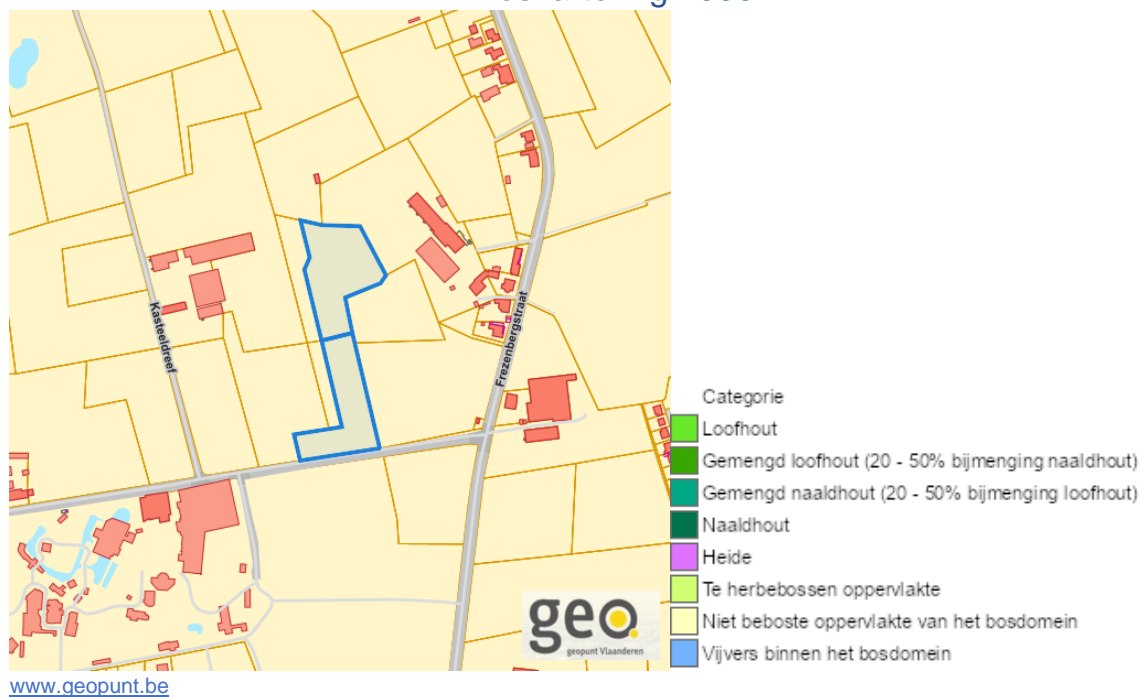 Kasteeldreef
Frezenbergstraat
Categorie
Loofhout
Gemengd loofhout (20 - 50% bijmenging naaldhout)
Gemengd naaldhout (20 - 50% bijmenging loofhout)
Naaldhout
Heide
Te herbebossen oppervlakte
Niet beboste oppervlakte van het bosdomein
Vijvers binnen het bosdomein
geo
geopunt Vlaanderen
www.geopunt.be